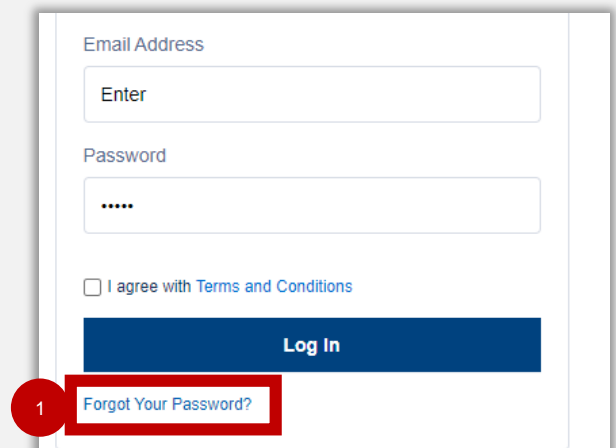 Email Address
Enter
Password
•••••
I agree with Terms and Conditions
Log In
1
Forgot Your Password?